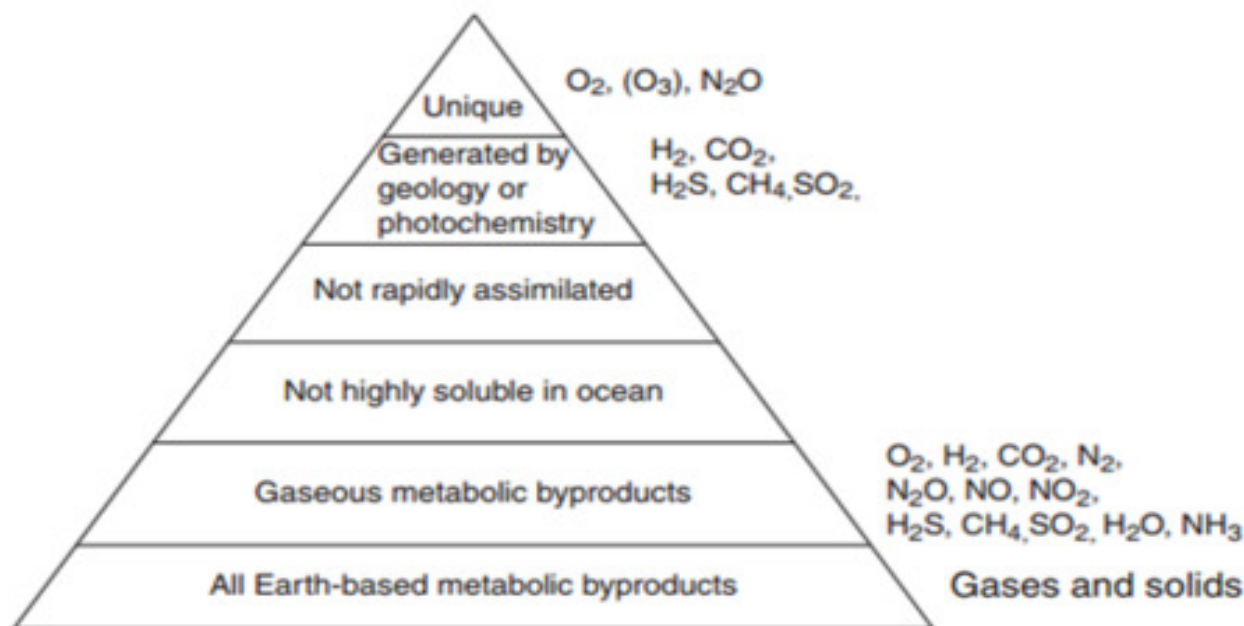 O₂, (O₃), N₂O
Unique
H₂, CO₂,
H₂S, CH₄,SO₂,
Generated by
geology or
photochemistry
Not rapidly assimilated
Not highly soluble in ocean
O₂, H₂, CO₂, N₂,
N₂O, NO, NO₂,
H₂S, CH₄,SO₂, H₂O, NH₃
Gaseous metabolic byproducts
All Earth-based metabolic byproducts
Gases and solids